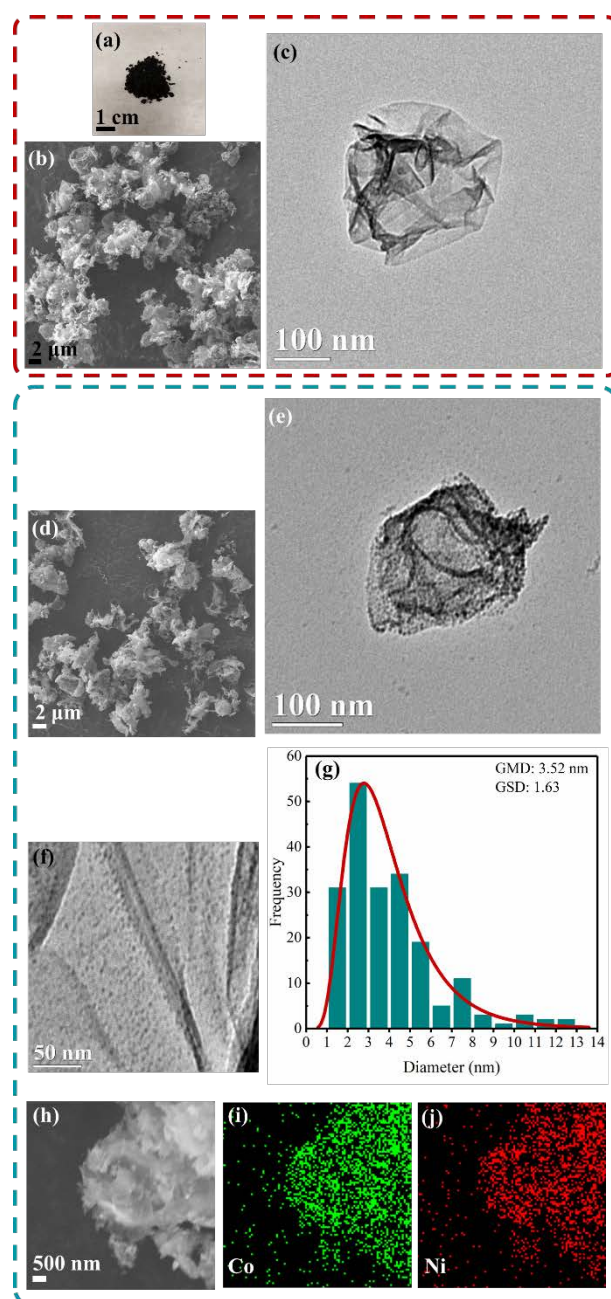 (a)
1 cm
(b)
2 μm
(c)
100 nm
(d)
2 μm
(e)
100 nm
(f)
50 nm
(g)
GMD: 3.52 nm
GSD: 1.63
60
50
40
30
20
10
0
Frequency
0 1 2 3 4 5 6 7 8 9 10 11 12 13 14
Diameter (nm)
(h)
500 nm
(i)
Co
(j)
Ni